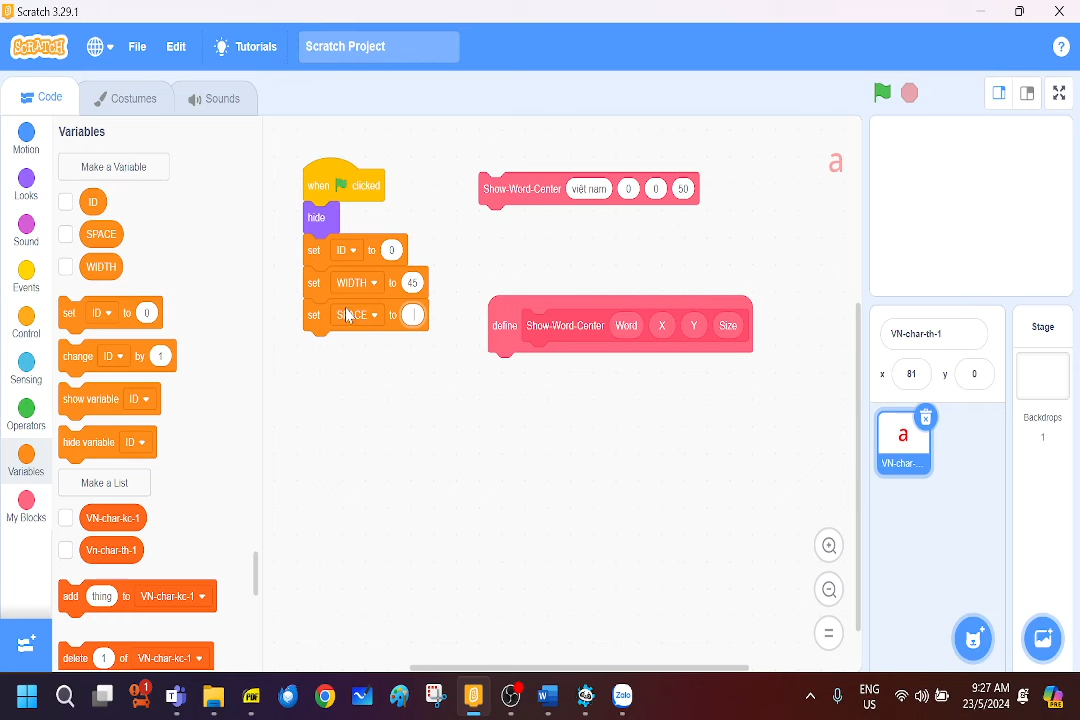 Scratch 3.29.1
SCRATCH File Edit Tutorials Scratch Project
Code Costumes Sounds
Motion
Looks
Sound
Events
Control
Sensing
Operators
Variables
My Blocks
Variables
Make a Variable
ID
SPACE
WIDTH
set ID to 0
change ID by 1
show variable ID
hide variable ID
Make a List
VN-char-kc-1
Vn-char-th-1
add thing to VN-char-kc-1
delete 1 of VN-char-kc-1
when clicked
hide
set ID to 0
set WIDTH to 45
set SPACE to
Show-Word-Center việt nam 0 0 50
define Show-Word-Center Word X Y Size
a
VN-char-th-1
x 81 y 0
a
VN-char-...
Stage
Backdrops
1
ENG
US
9:27 AM
23/5/2024
1
PDF
Zalo
PRE